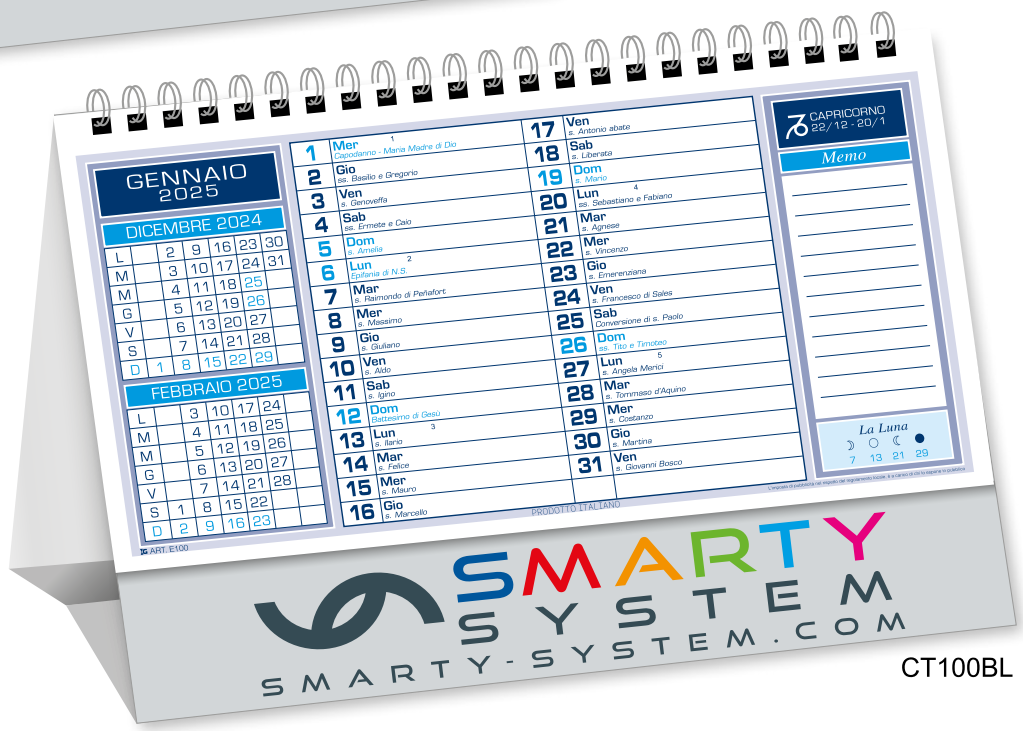 GENNAIO
2025
DICEMBRE 2024
L 2 9 16 23 30
M 3 10 17 24 31
M 4 11 18 25
G 5 12 19 26
V 6 13 20 27
S 7 14 21 28
D 1 8 15 22 29
FEBBRAIO 2025
L 3 10 17 24
M 4 11 18 25
M 5 12 19 26
G 6 13 20 27
V 7 14 21 28
S 1 8 15 22
D 2 9 16 23
ART. E100
1 Mer 1
Capodanno - Maria Madre di Dio
2 Gio
ss. Basilio e Gregorio
3 Ven
s. Genoveffa
4 Sab
ss. Ermete e Caio
5 Dom
s. Amelia
6 Lun 2
Epifania di N.S.
7 Mar
s. Raimondo di Peñafort
8 Mer
s. Massimo
9 Gio
s. Giuliano
10 Ven
s. Aldo
11 Sab
s. Igino
12 Dom
Battesimo di Gesù
13 Lun 3
s. Ilario
14 Mar
s. Felice
15 Mer
s. Mauro
16 Gio
s. Marcello
17 Ven
s. Antonio abate
18 Sab
s. Liberata
19 Dom
s. Mario
20 Lun 4
ss. Sebastiano e Fabiano
21 Mar
s. Agnese
22 Mer
s. Vincenzo
23 Gio
s. Emerenziana
24 Ven
s. Francesco di Sales
25 Sab
Conversione di s. Paolo
26 Dom
ss. Tito e Timoteo
27 Lun 5
s. Angela Merici
28 Mar
s. Tommaso d'Aquino
29 Mer
s. Costanzo
30 Gio
s. Martina
31 Ven
s. Giovanni Bosco
PRODOTTO ITALIANO
CAPRICORNO
22/12 - 20/1
Memo
La Luna
7 13 21 29
SMARTY
SYSTEM
SMARTY-SYSTEM.COM
CT100BL